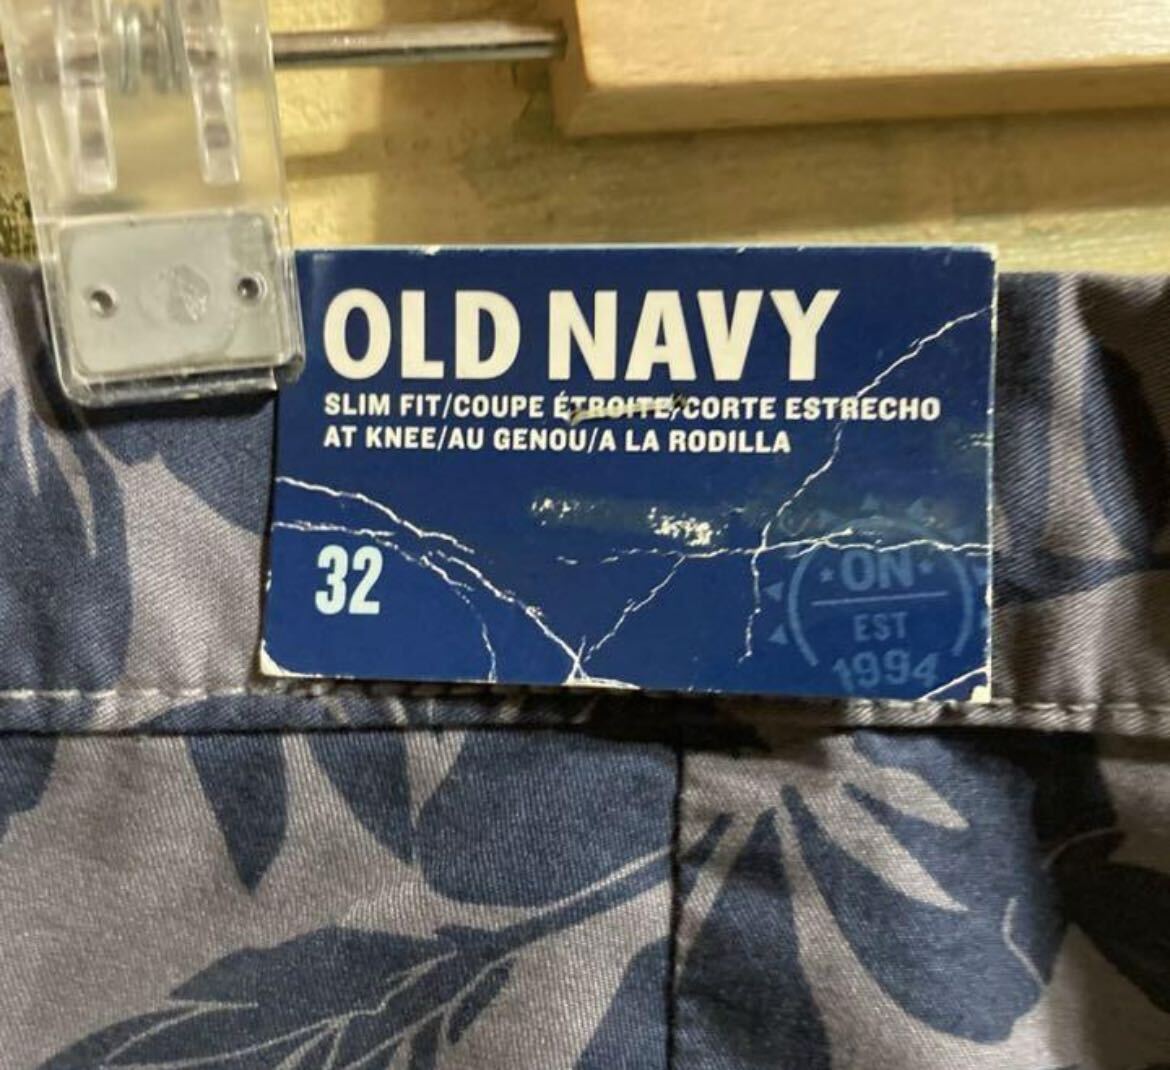 OLD NAVY
SLIM FIT/COUPE ÉTROITE/CORTE ESTRECHO
AT KNEE/AU GENOU/A LA RODILLA
32
ON
EST
1994